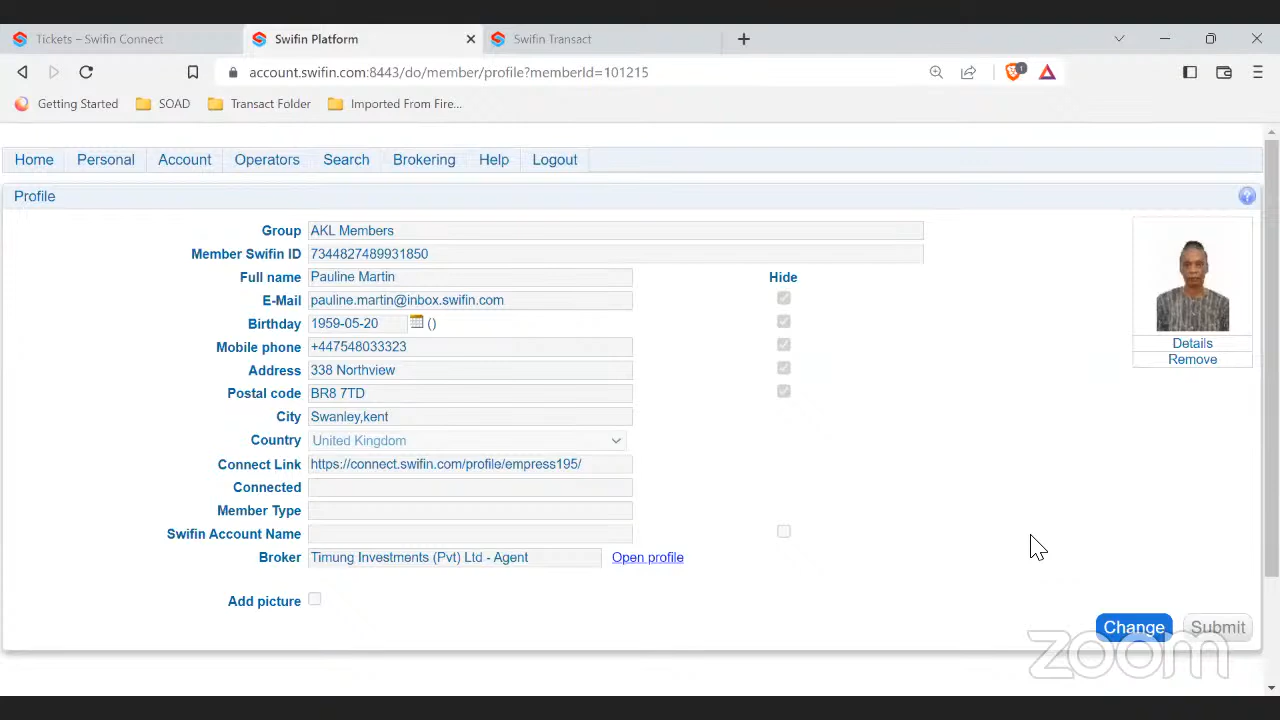 Tickets – Swifin Connect
Swifin Platform
Swifin Transact
account.swifin.com:8443/do/member/profile?memberId=101215
1
Getting Started
SOAD
Transact Folder
Imported From Fire...
Home Personal Account Operators Search Brokering Help Logout
Profile
?
Group AKL Members
Member Swifin ID 7344827489931850
Full name Pauline Martin Hide
E-Mail pauline.martin@inbox.swifin.com
Birthday 1959-05-20 ()
Mobile phone +447548033323
Address 338 Northview
Postal code BR8 7TD
City Swanley,kent
Country United Kingdom
Connect Link https://connect.swifin.com/profile/empress195/
Connected
Member Type
Swifin Account Name
Broker Timung Investments (Pvt) Ltd - Agent Open profile
Add picture
Details
Remove
Change Submit
zoom